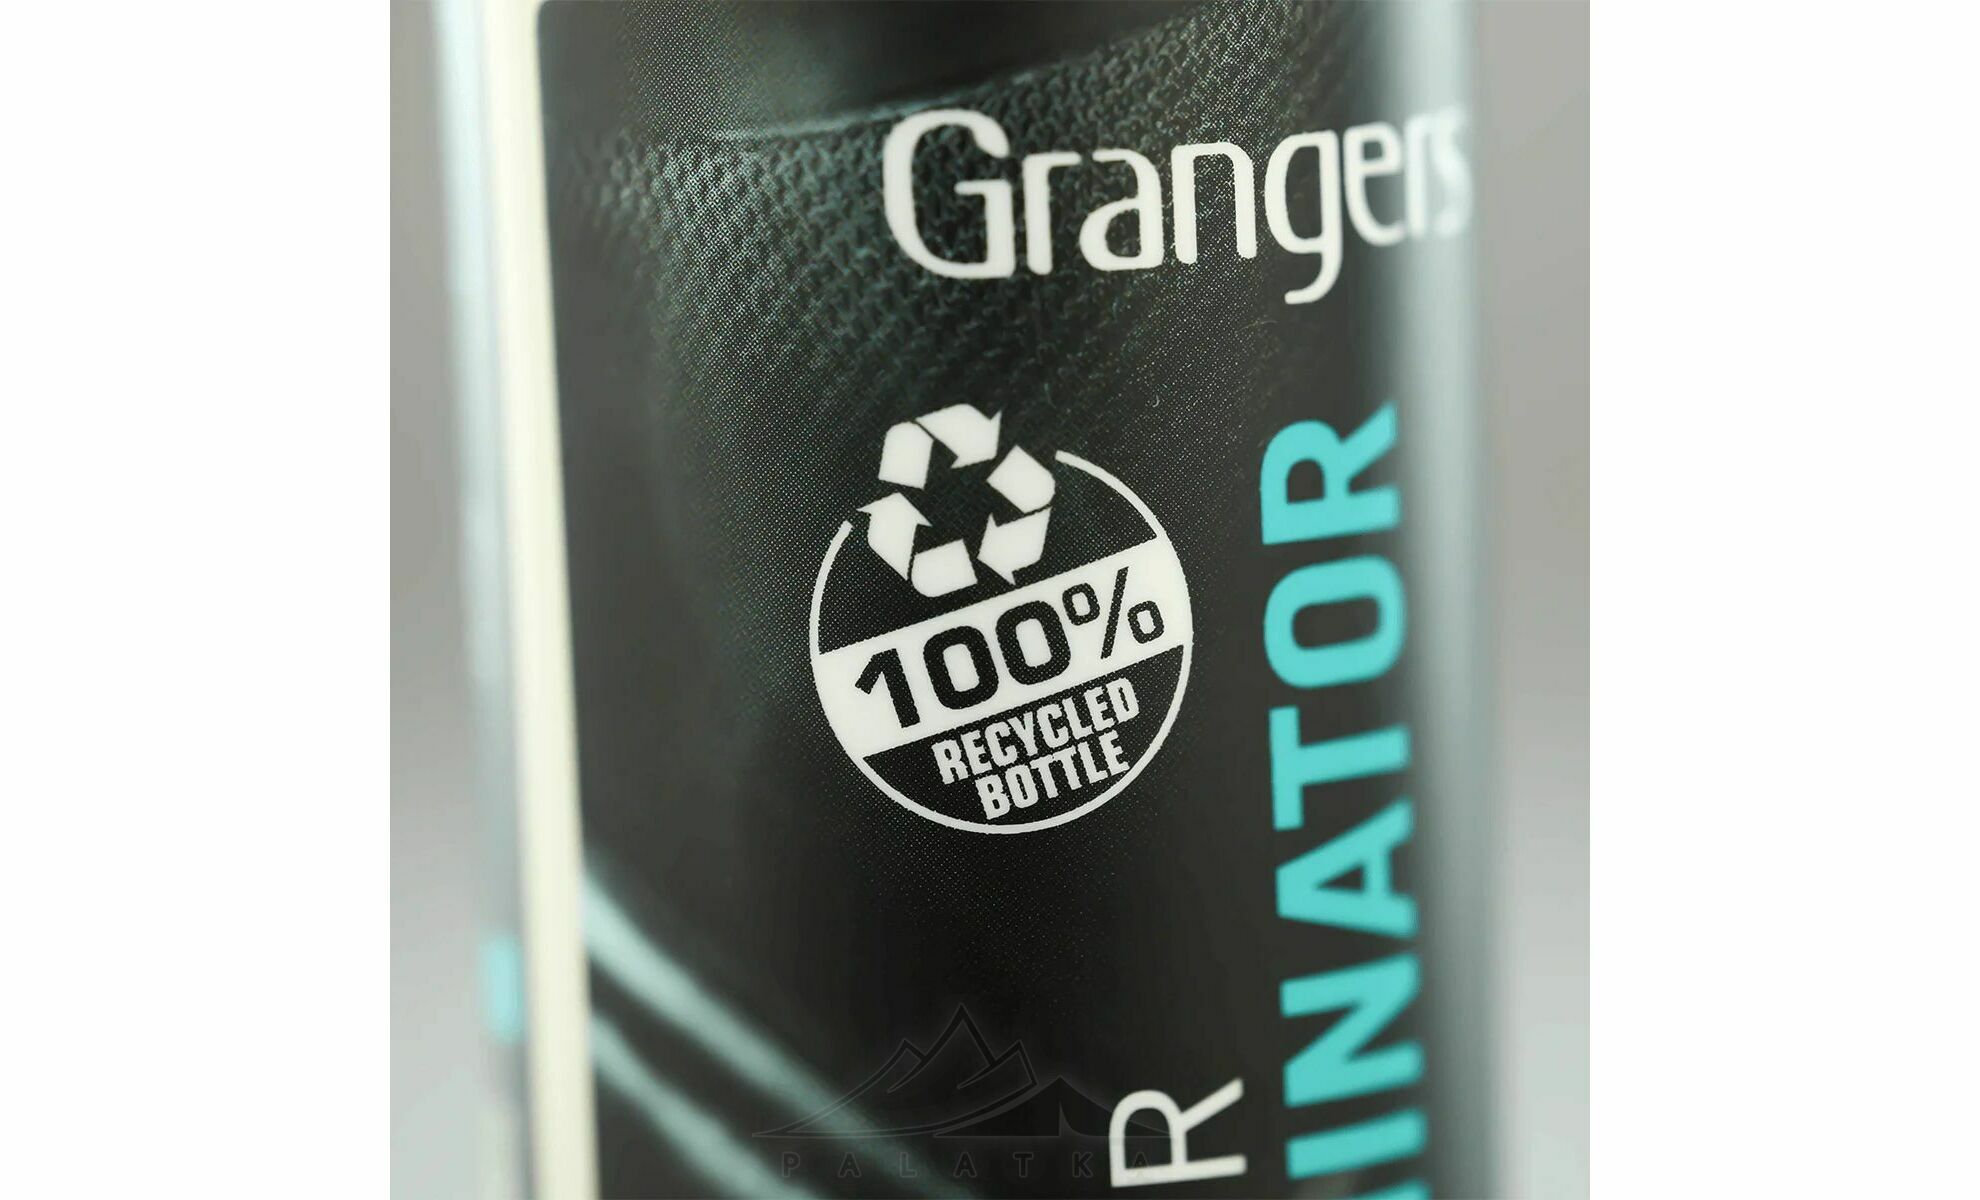 Grangers
100%
RECYCLED
BOTTLE
INATOR
R
PALATKA